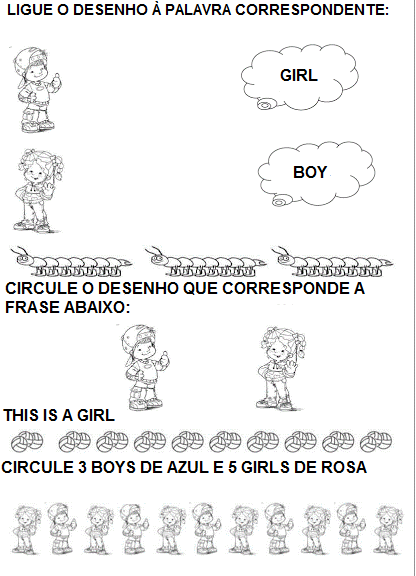 LIGUE O DESENHO À PALAVRA CORRESPONDENTE:
GIRL
BOY
CIRCULE O DESENHO QUE CORRESPONDE A
FRASE ABAIXO:
THIS IS A GIRL
CIRCULE 3 BOYS DE AZUL E 5 GIRLS DE ROSA